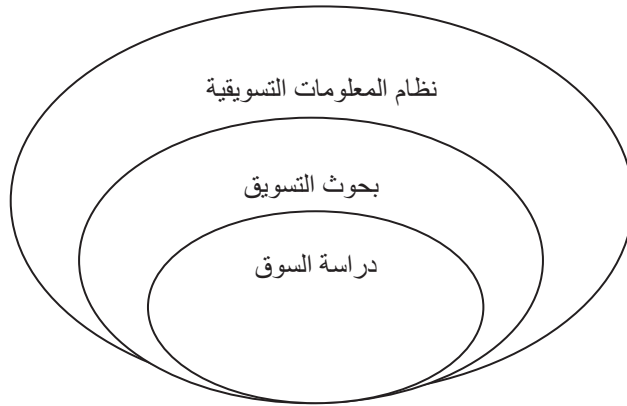 نظام المعلومات التسويقية
بحوث التسويق
دراسة السوق